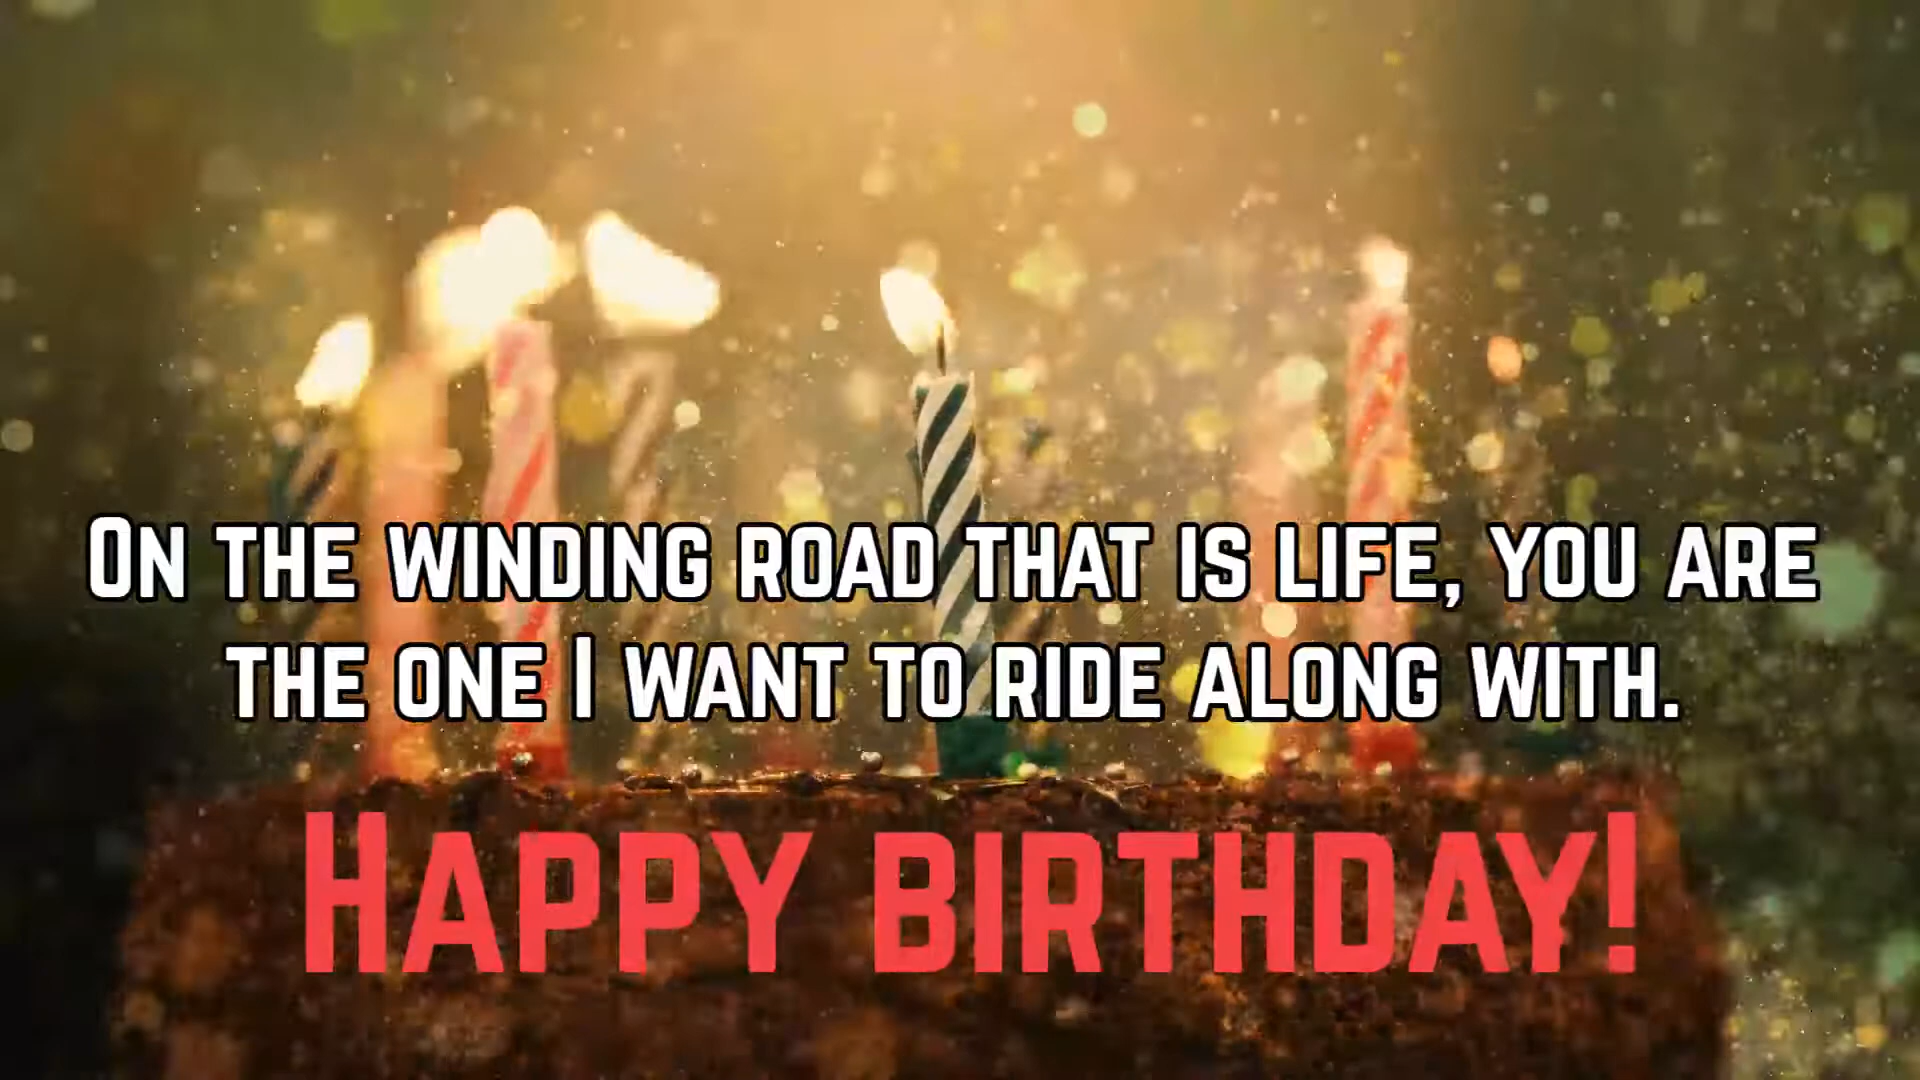 On the winding road that is life, you are
the one I want to ride along with.
Happy birthday!